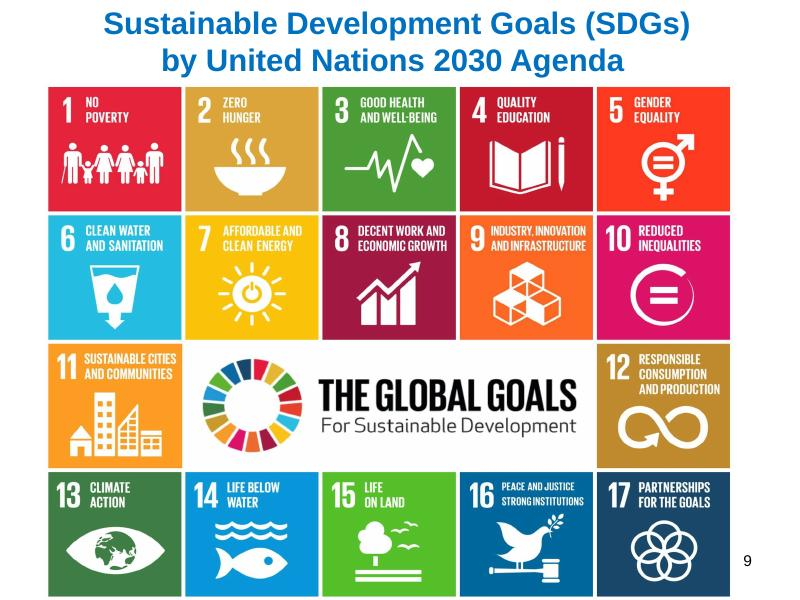 Sustainable Development Goals (SDGs)
by United Nations 2030 Agenda
1 NO
POVERTY
2 ZERO
HUNGER
3 GOOD HEALTH
AND WELL-BEING
4 QUALITY
EDUCATION
5 GENDER
EQUALITY
6 CLEAN WATER
AND SANITATION
7 AFFORDABLE AND
CLEAN ENERGY
8 DECENT WORK AND
ECONOMIC GROWTH
9 INDUSTRY, INNOVATION
AND INFRASTRUCTURE
10 REDUCED
INEQUALITIES
11 SUSTAINABLE CITIES
AND COMMUNITIES
THE GLOBAL GOALS
For Sustainable Development
12 RESPONSIBLE
CONSUMPTION
AND PRODUCTION
13 CLIMATE
ACTION
14 LIFE BELOW
WATER
15 LIFE
ON LAND
16 PEACE AND JUSTICE
STRONG INSTITUTIONS
17 PARTNERSHIPS
FOR THE GOALS
9